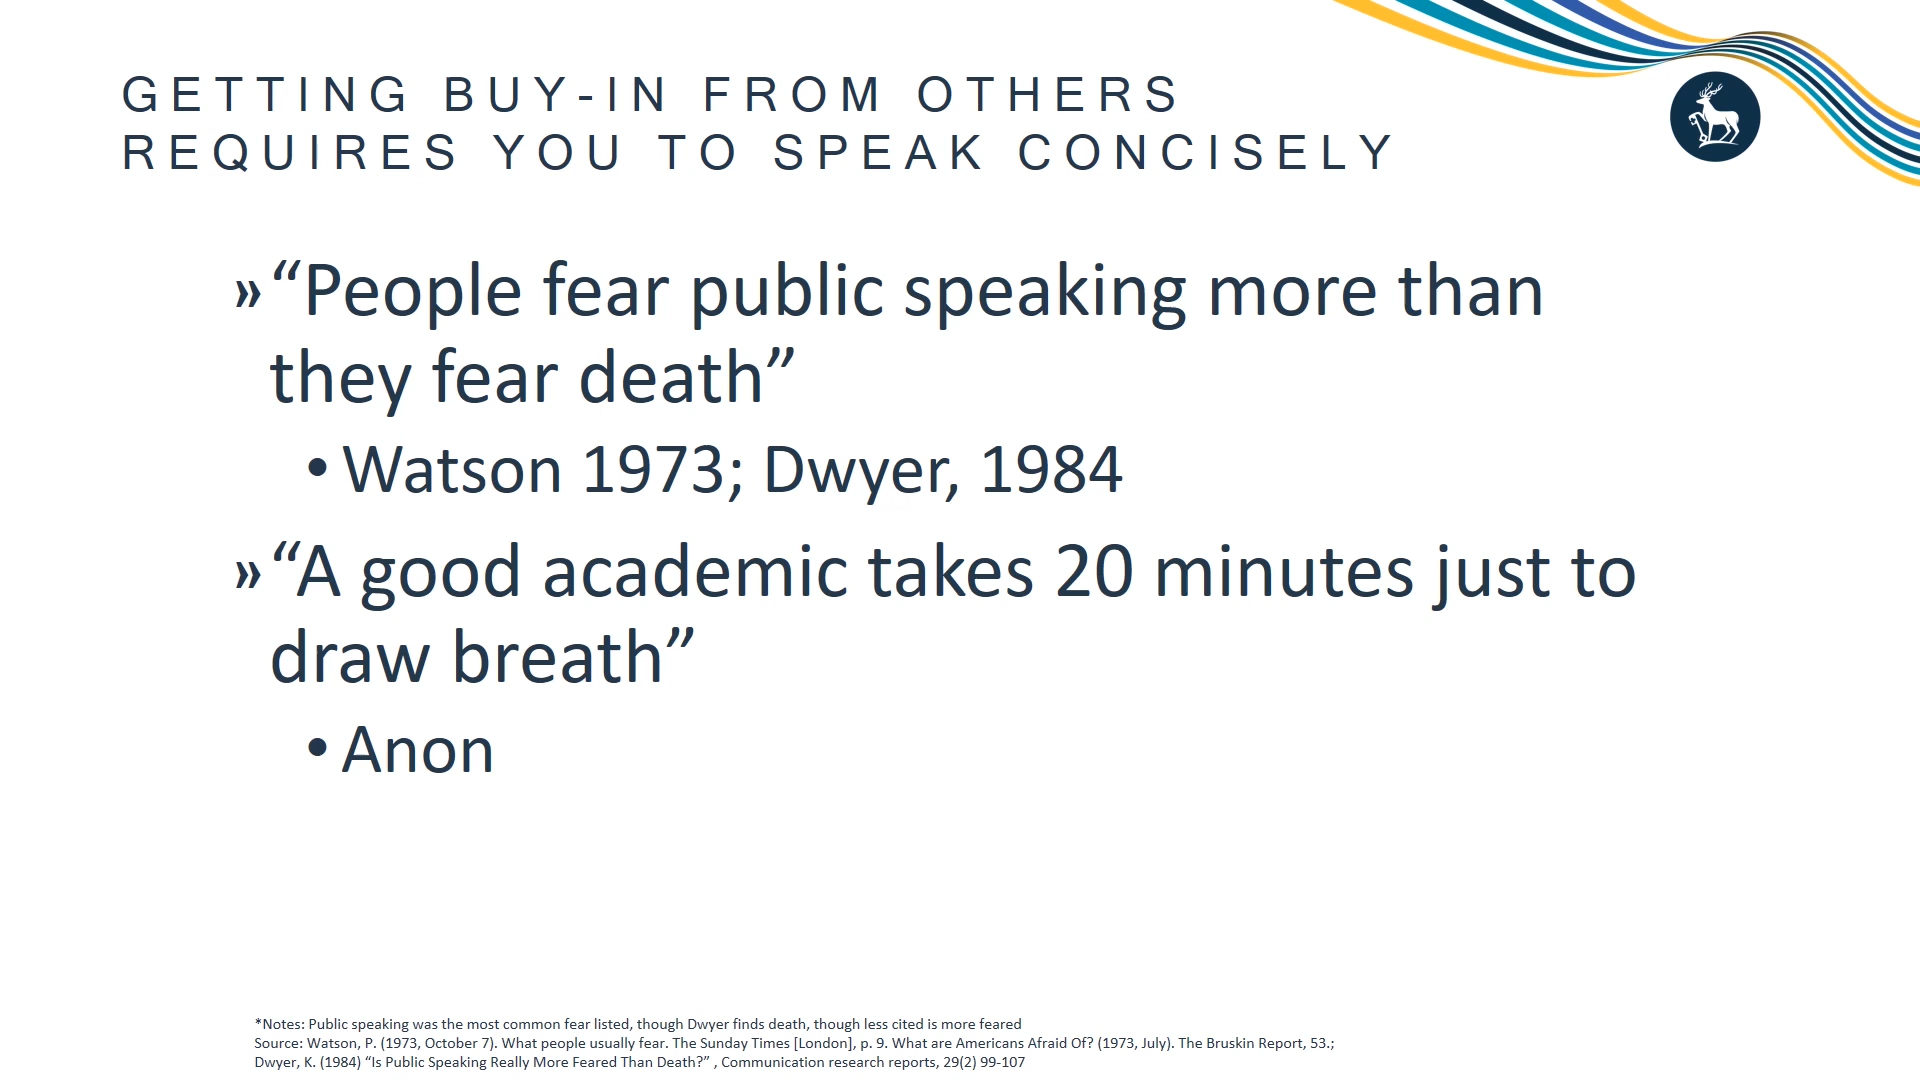 GETTING BUY-IN FROM OTHERS
REQUIRES YOU TO SPEAK CONCISELY
» “People fear public speaking more than
they fear death”
• Watson 1973; Dwyer, 1984
» “A good academic takes 20 minutes just to
draw breath”
• Anon
*Notes: Public speaking was the most common fear listed, though Dwyer finds death, though less cited is more feared
Source: Watson, P. (1973, October 7). What people usually fear. The Sunday Times [London], p. 9. What are Americans Afraid Of? (1973, July). The Bruskin Report, 53.;
Dwyer, K. (1984) “Is Public Speaking Really More Feared Than Death?” , Communication research reports, 29(2) 99-107